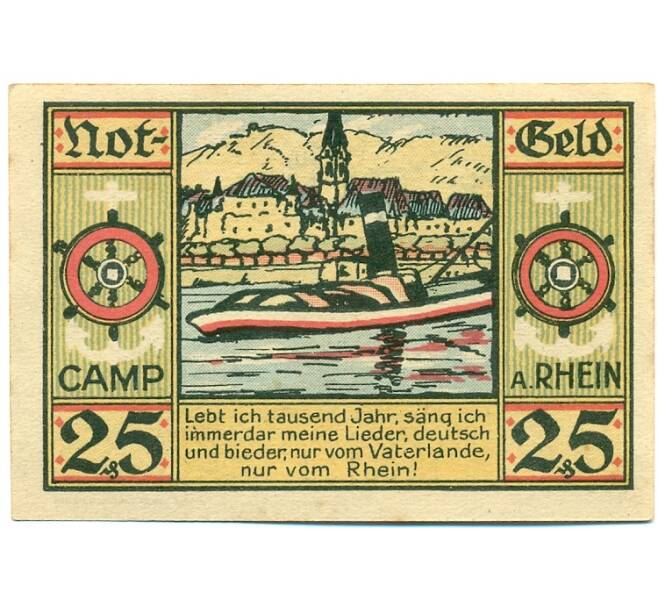 Not-Geld
CAMP
A. RHEIN
25 ₰
Lebt ich tausend Jahr, säng ich
immerdar meine Lieder, deutsch
und bieder, nur vom Vaterlande,
nur vom Rhein!
25 ₰